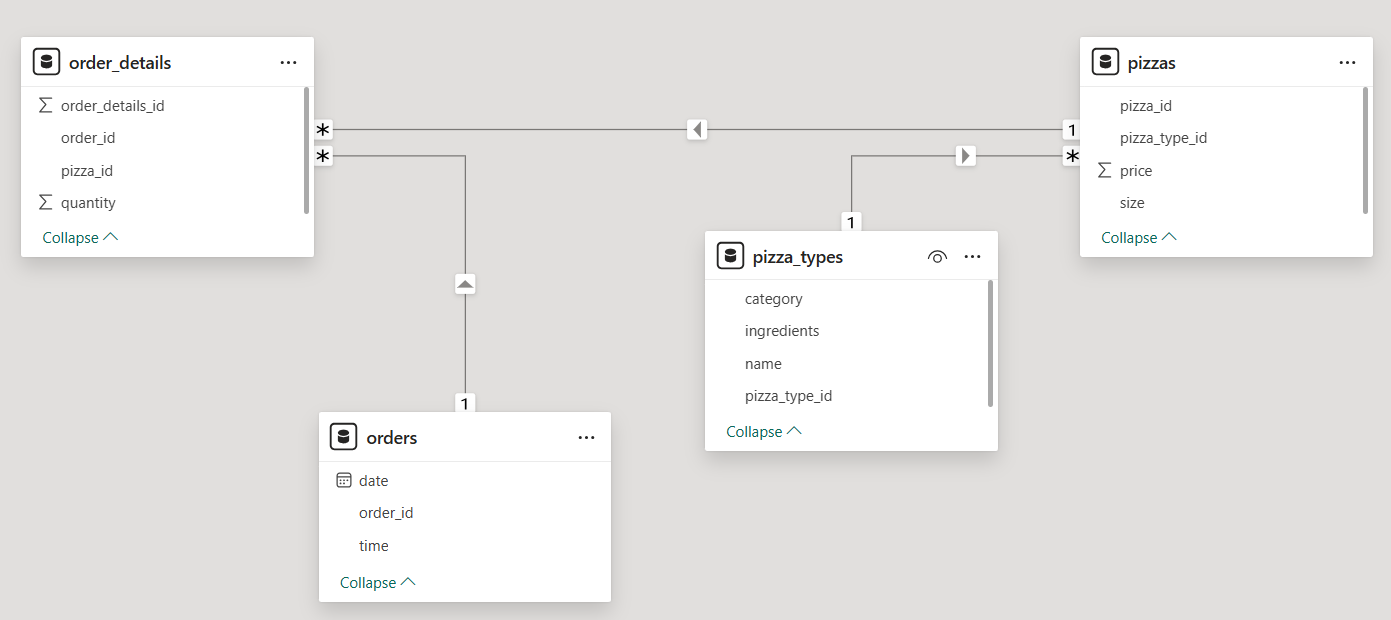 order_details
order_details_id
order_id
pizza_id
quantity
Collapse
*
*
1
1
*
1
pizzas
pizza_id
pizza_type_id
price
size
Collapse
pizza_types
category
ingredients
name
pizza_type_id
Collapse
orders
date
order_id
time
Collapse